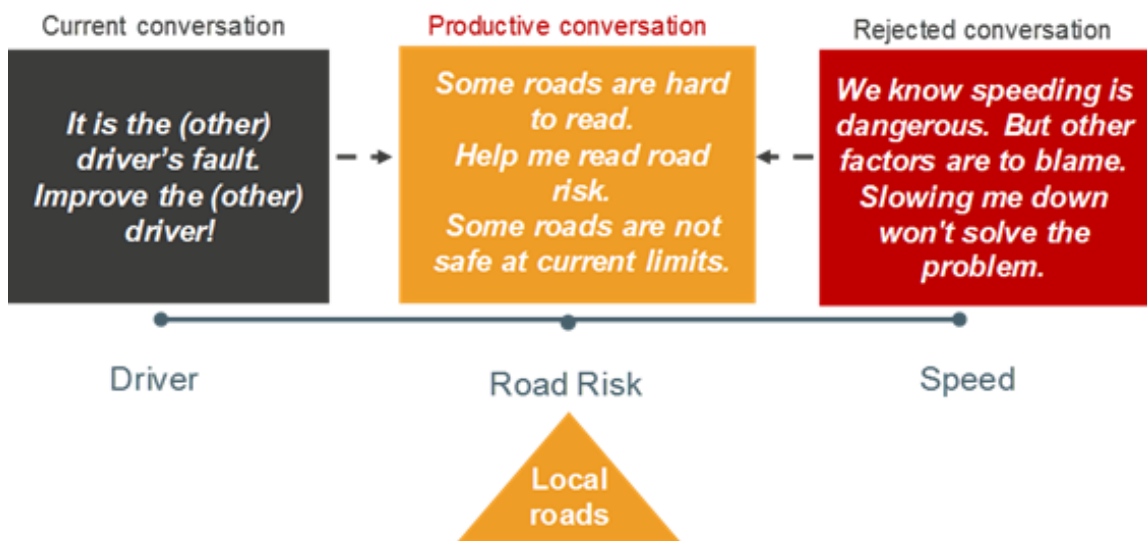 Current conversation
Productive conversation
Rejected conversation
It is the (other)
driver's fault.
Improve the (other)
driver!
Some roads are hard
to read.
Help me read road
risk.
Some roads are not
safe at current limits.
We know speeding is
dangerous. But other
factors are to blame.
Slowing me down
won't solve the
problem.
Driver
Road Risk
Speed
Local
roads